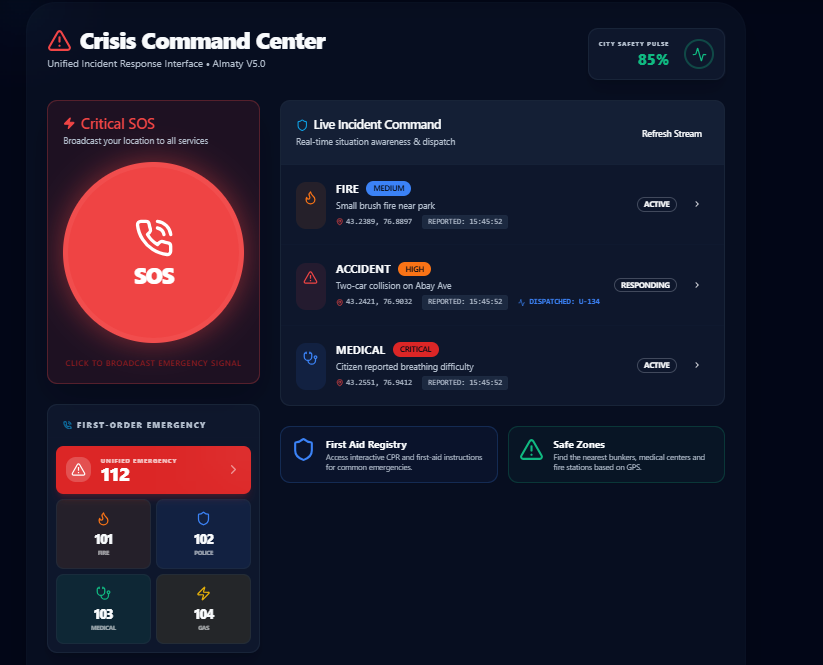 Crisis Command Center
Unified Incident Response Interface • Almaty V5.0
CITY SAFETY PULSE
85%
Critical SOS
Broadcast your location to all services
SOS
CLICK TO BROADCAST EMERGENCY SIGNAL
FIRST-ORDER EMERGENCY
UNIFIED EMERGENCY
112
101
FIRE
102
POLICE
103
MEDICAL
104
GAS
Live Incident Command
Real-time situation awareness & dispatch
Refresh Stream
FIRE MEDIUM
Small brush fire near park
43.2389, 76.8897 REPORTED: 15:45:52
ACTIVE
ACCIDENT HIGH
Two-car collision on Abay Ave
43.2421, 76.9032 REPORTED: 15:45:52 DISPATCHED: U-134
RESPONDING
MEDICAL CRITICAL
Citizen reported breathing difficulty
43.2551, 76.9412 REPORTED: 15:45:52
ACTIVE
First Aid Registry
Access interactive CPR and first-aid instructions
for common emergencies.
Safe Zones
Find the nearest bunkers, medical centers and
fire stations based on GPS.